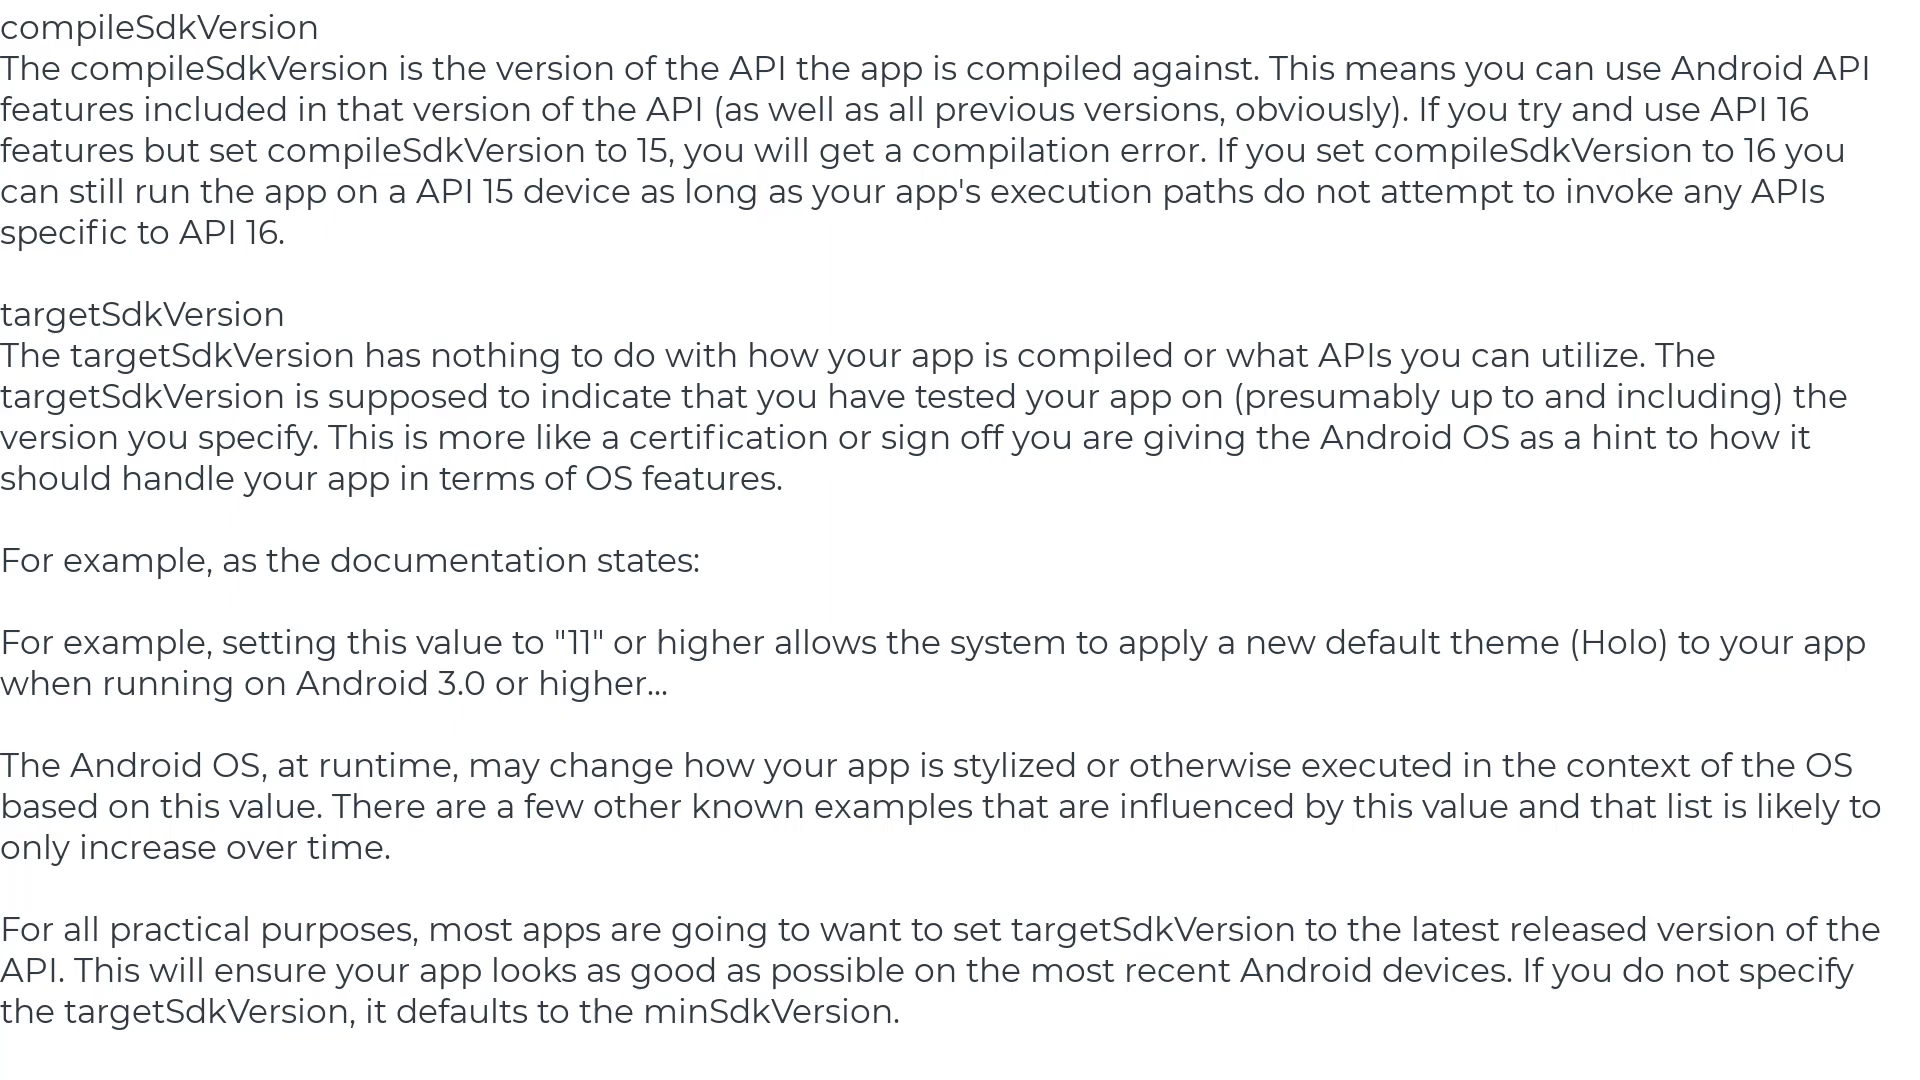 compileSdkVersion
The compileSdkVersion is the version of the API the app is compiled against. This means you can use Android API
features included in that version of the API (as well as all previous versions, obviously). If you try and use API 16
features but set compileSdkVersion to 15, you will get a compilation error. If you set compileSdkVersion to 16 you
can still run the app on a API 15 device as long as your app's execution paths do not attempt to invoke any APIs
specific to API 16.
targetSdkVersion
The targetSdkVersion has nothing to do with how your app is compiled or what APIs you can utilize. The
targetSdkVersion is supposed to indicate that you have tested your app on (presumably up to and including) the
version you specify. This is more like a certification or sign off you are giving the Android OS as a hint to how it
should handle your app in terms of OS features.
For example, as the documentation states:
For example, setting this value to "11" or higher allows the system to apply a new default theme (Holo) to your app
when running on Android 3.0 or higher...
The Android OS, at runtime, may change how your app is stylized or otherwise executed in the context of the OS
based on this value. There are a few other known examples that are influenced by this value and that list is likely to
only increase over time.
For all practical purposes, most apps are going to want to set targetSdkVersion to the latest released version of the
API. This will ensure your app looks as good as possible on the most recent Android devices. If you do not specify
the targetSdkVersion, it defaults to the minSdkVersion.